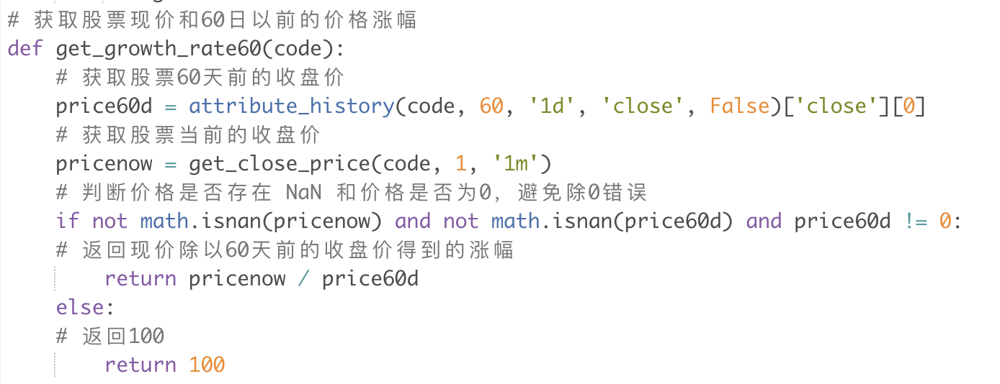 # 获取股票现价和60日以前的价格涨幅
def get_growth_rate60(code):
    # 获取股票60天前的收盘价
    price60d = attribute_history(code, 60, '1d', 'close', False)['close'][0]
    # 获取股票当前的收盘价
    pricenow = get_close_price(code, 1, '1m')
    # 判断价格是否存在 NaN 和价格是否为0, 避免除0错误
    if not math.isnan(pricenow) and not math.isnan(price60d) and price60d != 0:
    # 返回现价除以60天前的收盘价得到的涨幅
        return pricenow / price60d
    else:
    # 返回100
        return 100